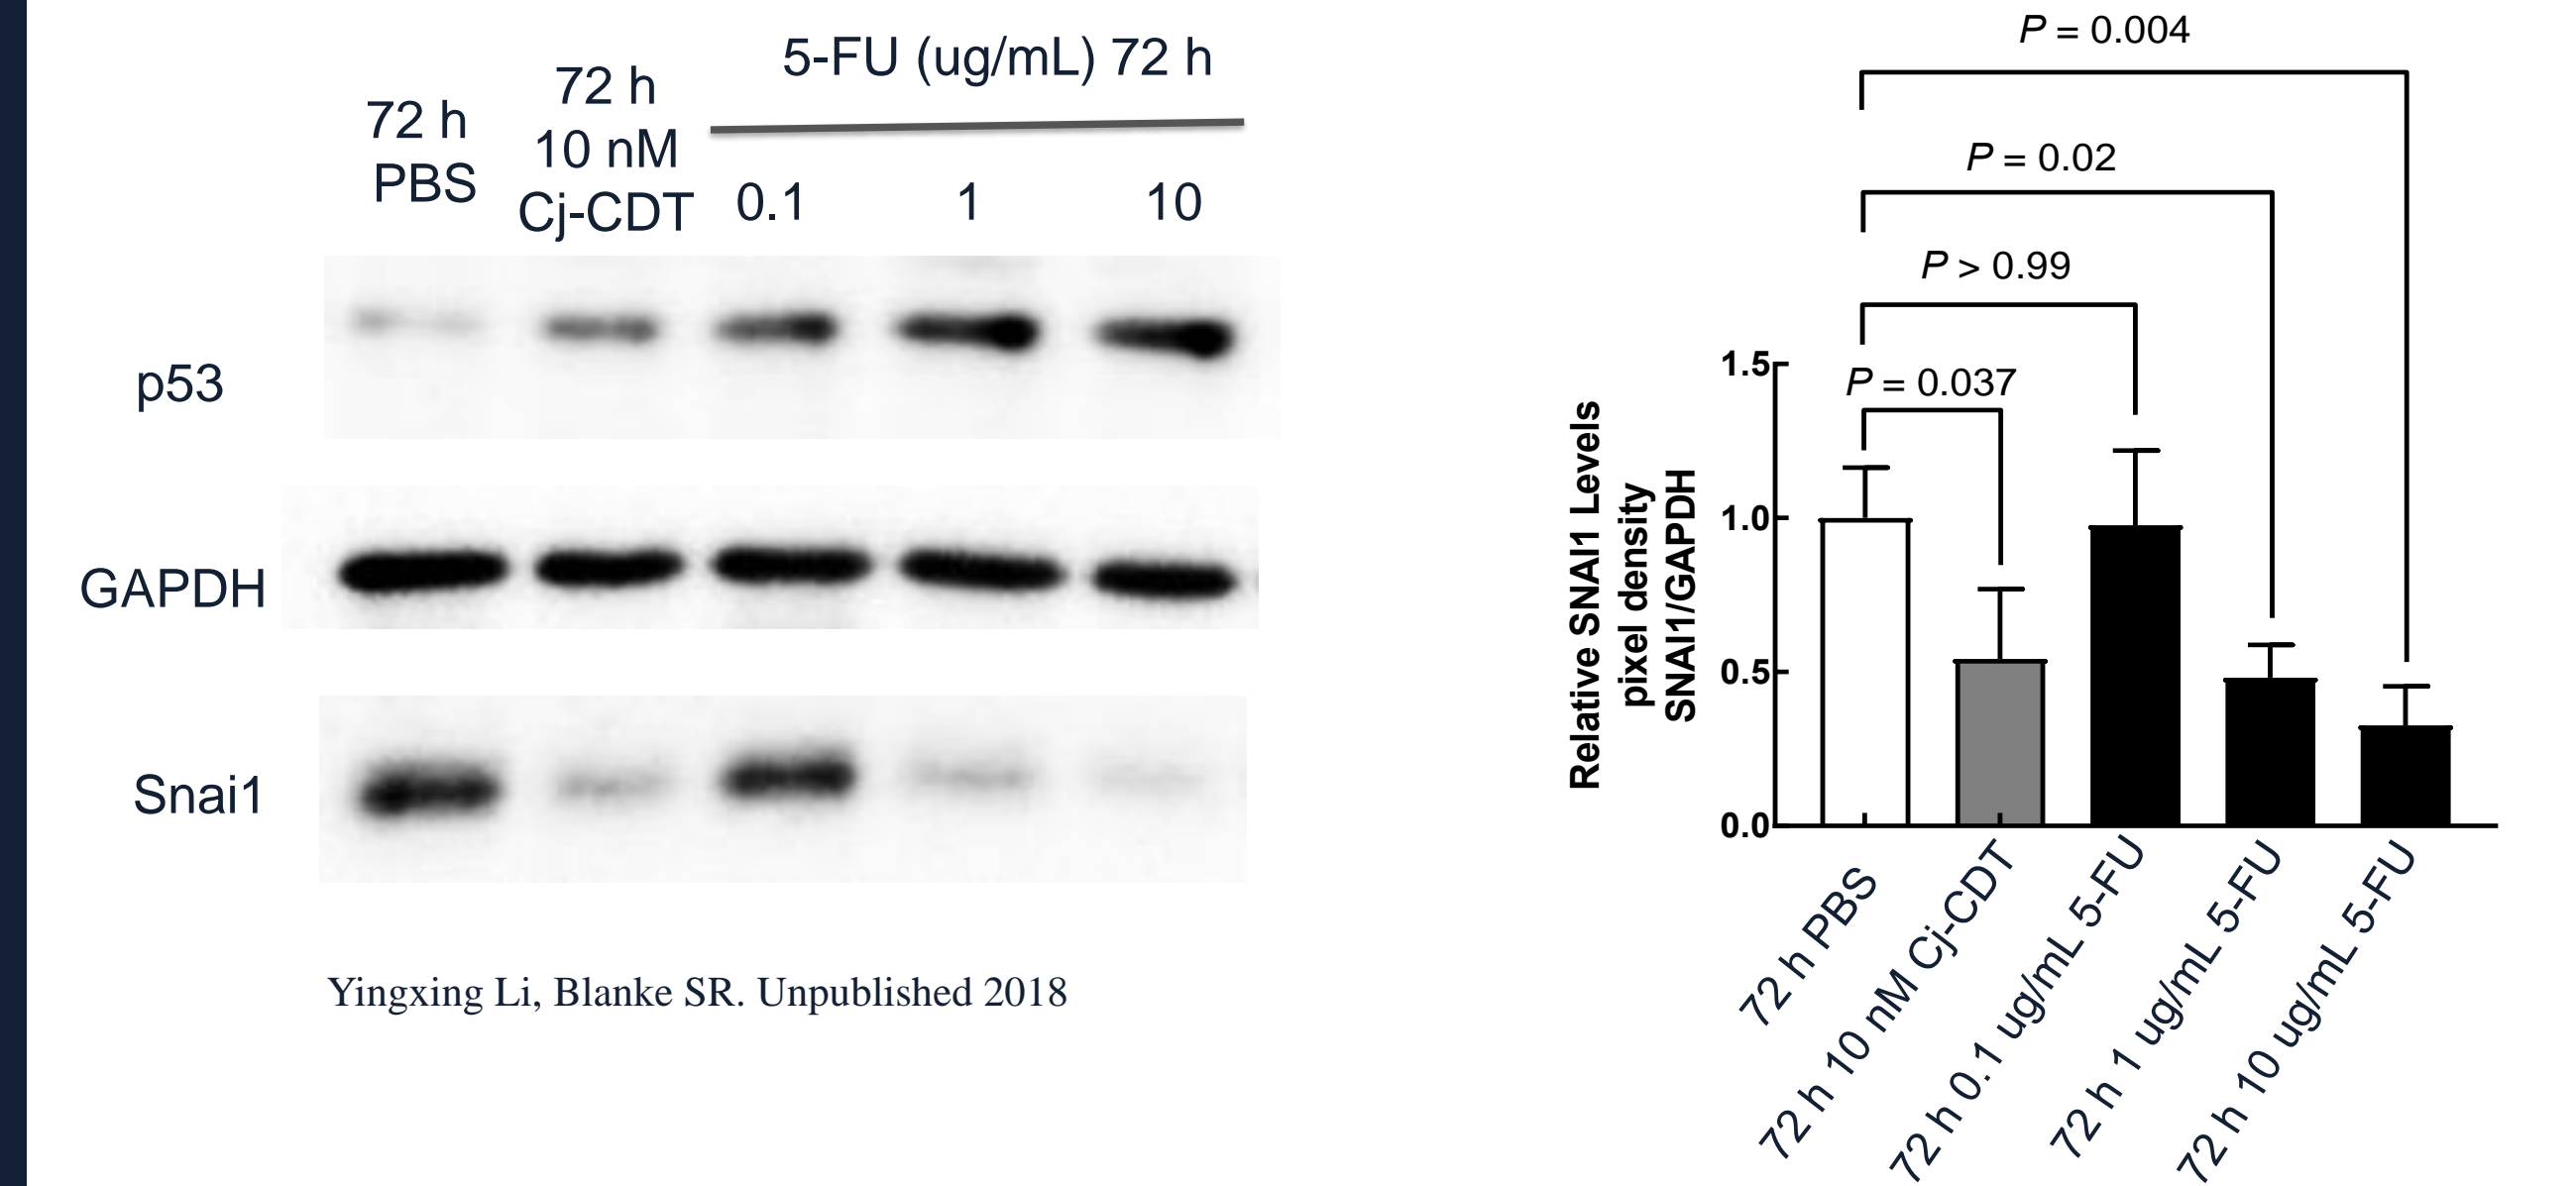 72 h
PBS
72 h
10 nM
Cj-CDT
5-FU (ug/mL) 72 h
0.1 1 10
p53
GAPDH
Snai1
Yingxing Li, Blanke SR. Unpublished 2018
P = 0.004
P = 0.02
P > 0.99
P = 0.037
Relative SNAI1 Levels
pixel density
SNAI1/GAPDH
1.5
1.0
0.5
0.0
72 h PBS
72 h 10 nM Cj-CDT
72 h 0.1 ug/mL 5-FU
72 h 1 ug/mL 5-FU
72 h 10 ug/mL 5-FU